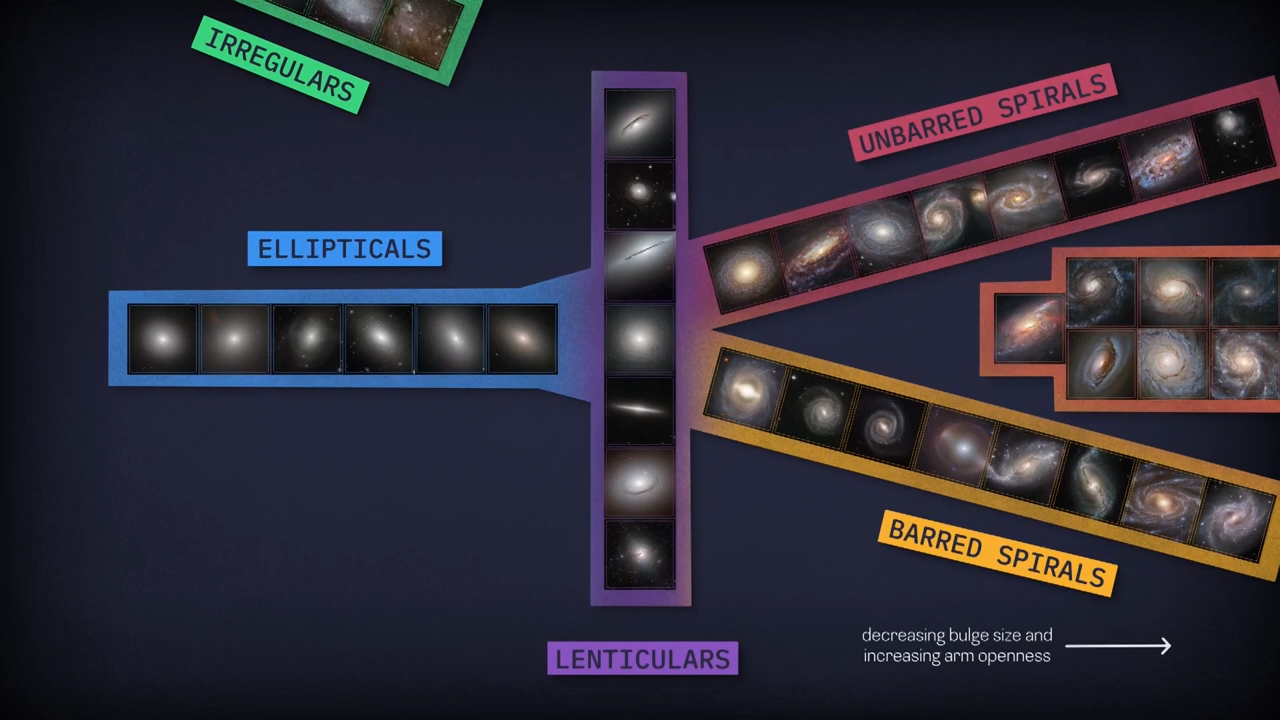 IRREGULARS
UNBARRED SPIRALS
ELLIPTICALS
BARRED SPIRALS
LENTICULARS
decreasing bulge size and
increasing arm openness